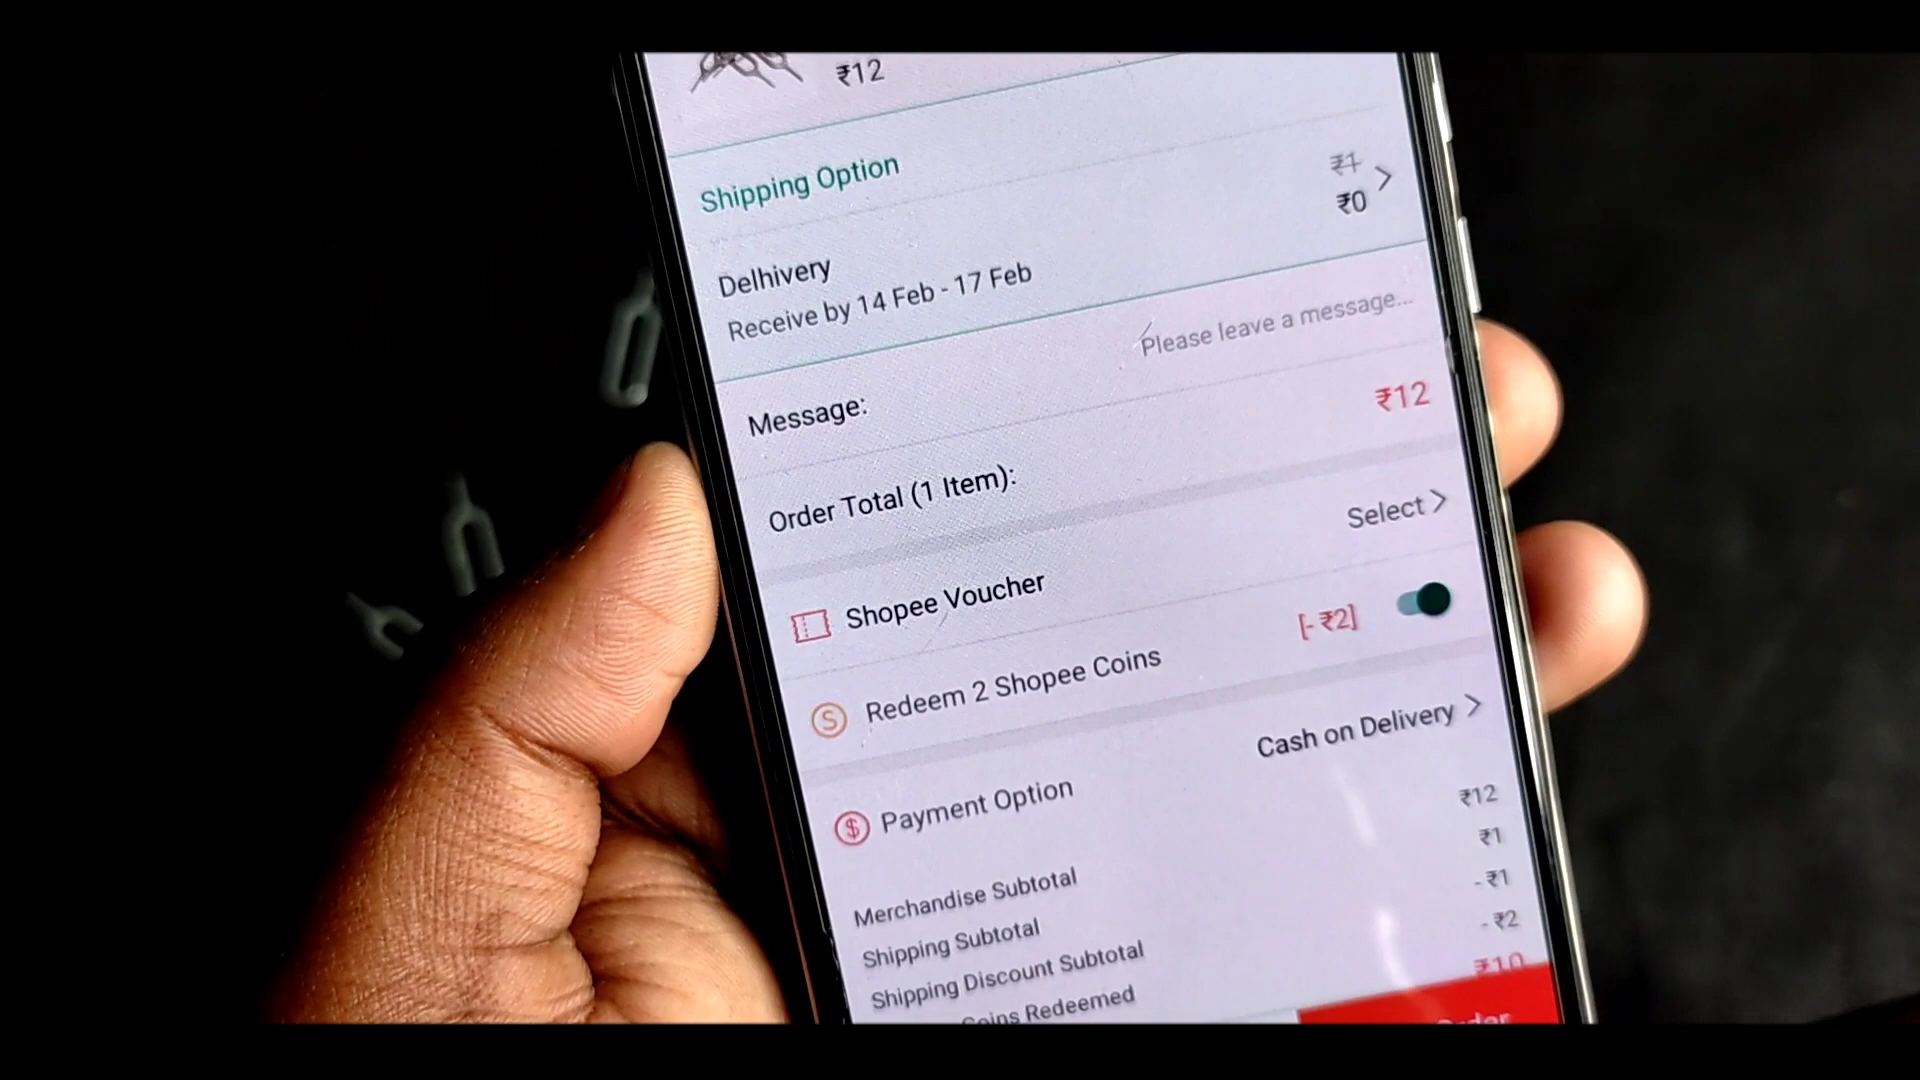 ₹12
Shipping Option
₹1
Delhivery ₹0
Receive by 14 Feb - 17 Feb
Message: Please leave a message...
Order Total (1 Item): ₹12
Shopee Voucher Select
Redeem 2 Shopee Coins [- ₹2]
Payment Option Cash on Delivery
Merchandise Subtotal ₹12
Shipping Subtotal ₹1
Shipping Discount Subtotal -₹1
Coins Redeemed -₹2
₹10
Order